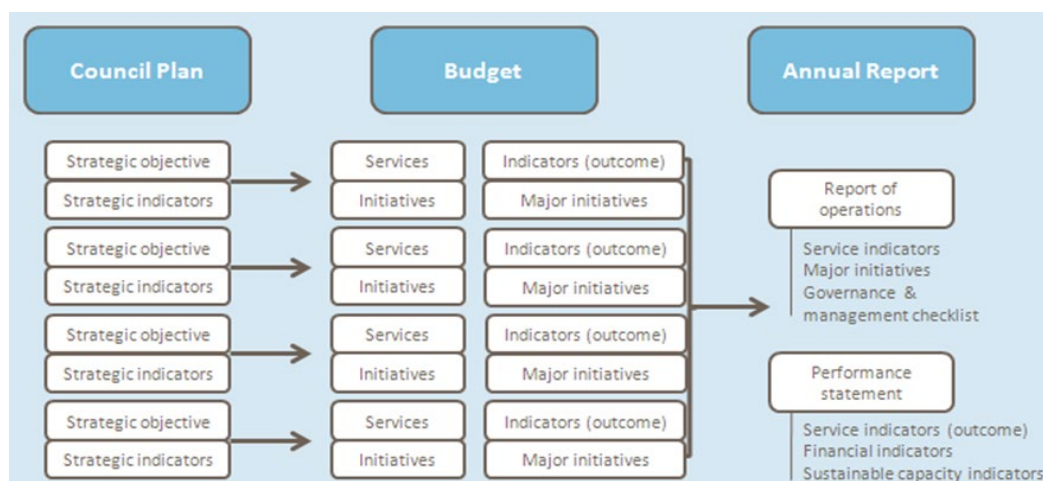 Council Plan
Budget
Annual Report
Strategic objective
Strategic indicators
Services
Initiatives
Indicators (outcome)
Major initiatives
Strategic objective
Strategic indicators
Services
Initiatives
Indicators (outcome)
Major initiatives
Strategic objective
Strategic indicators
Services
Initiatives
Indicators (outcome)
Major initiatives
Strategic objective
Strategic indicators
Services
Initiatives
Indicators (outcome)
Major initiatives
Report of
operations
Service indicators
Major initiatives
Governance &
management checklist
Performance
statement
Service indicators (outcome)
Financial indicators
Sustainable capacity indicators